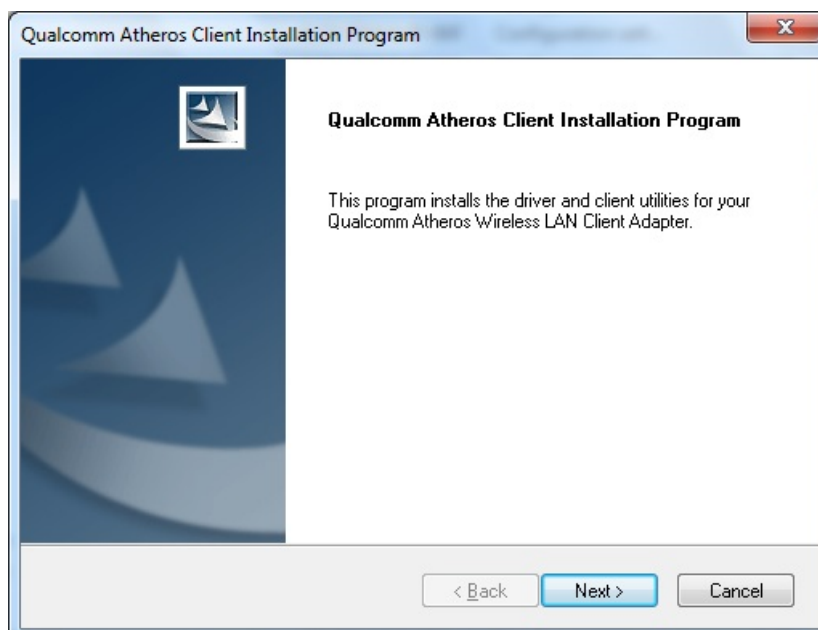 Qualcomm Atheros Client Installation Program
Qualcomm Atheros Client Installation Program
This program installs the driver and client utilities for your
Qualcomm Atheros Wireless LAN Client Adapter.
< Back
Next >
Cancel